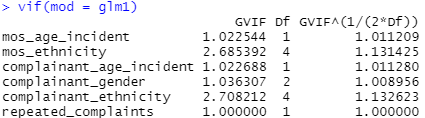 > vif(mod = glm1)
GVIF Df GVIF^(1/(2*Df))
mos_age_incident 1.022544 1 1.011209
mos_ethnicity 2.685392 4 1.131425
complainant_age_incident 1.022688 1 1.011280
complainant_gender 1.036307 2 1.008956
complainant_ethnicity 2.708212 4 1.132623
repeated_complaints 1.000000 1 1.000000